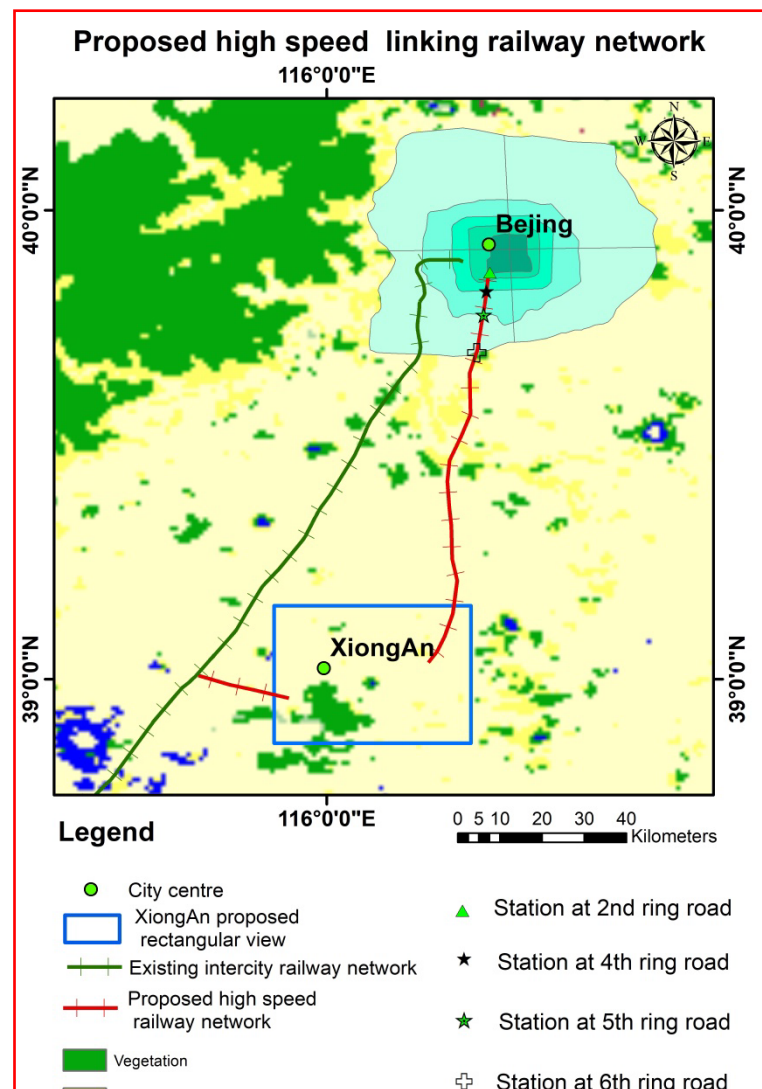 Proposed high speed linking railway network
116°0'0"E
N
W E
S
40°0'0"N
40°0'0"N
Bejing
XiongAn
39°0'0"N
39°0'0"N
116°0'0"E
Legend
0 5 10 20 30 40
Kilometers
City centre
XiongAn proposed
rectangular view
Existing intercity railway network
Proposed high speed
railway network
Vegetation
Station at 2nd ring road
Station at 4th ring road
Station at 5th ring road
Station at 6th ring road